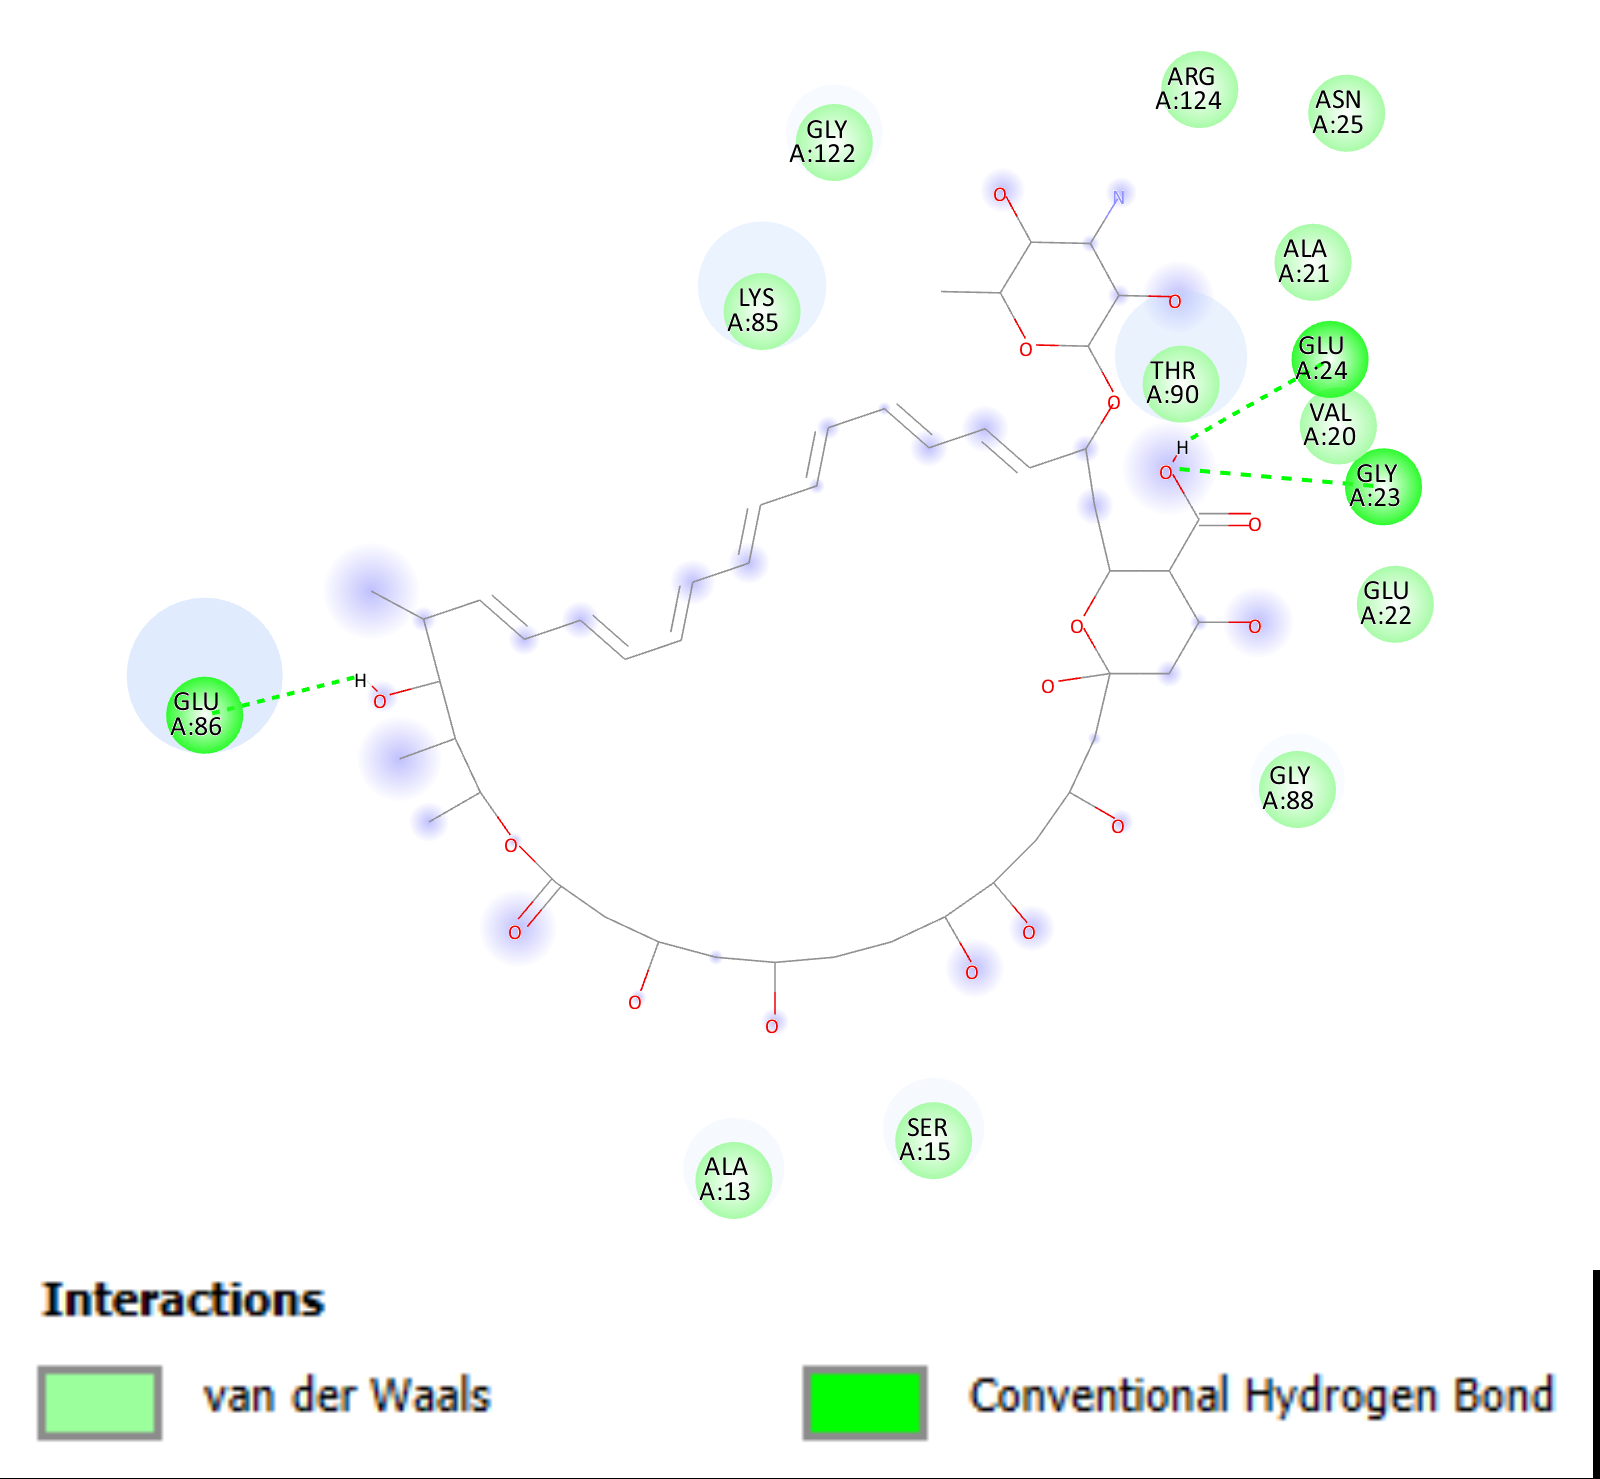 ARG
A:124
ASN
A:25
GLY
A:122
O
N
ALA
A:21
LYS
A:85
O
O
GLU
A:24
THR
A:90
O
VAL
A:20
H
O
GLY
A:23
O
GLU
A:22
O
O
H
O
O
GLU
A:86
GLY
A:88
O
O
O
O
O
O
O
SER
A:15
ALA
A:13
Interactions
van der Waals
Conventional Hydrogen Bond